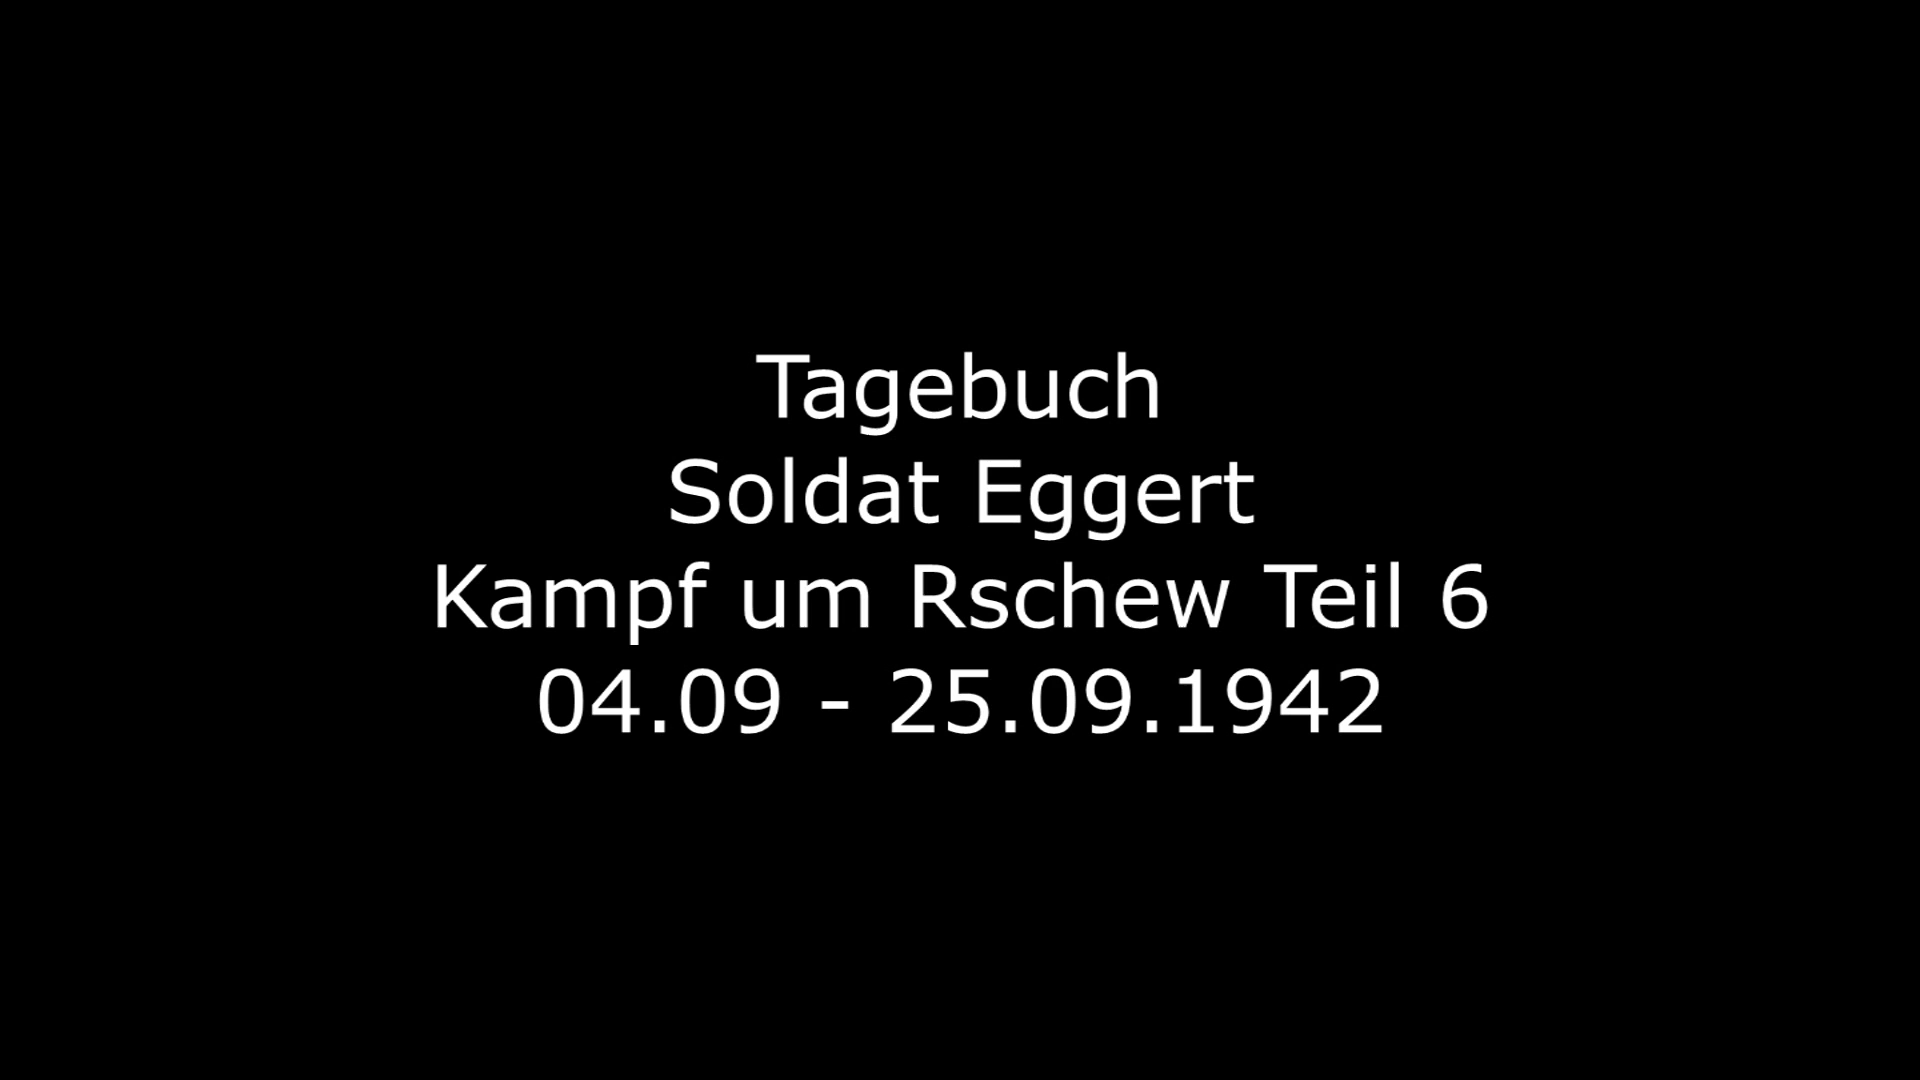 Tagebuch
Soldat Eggert
Kampf um Rschew Teil 6
04.09 - 25.09.1942